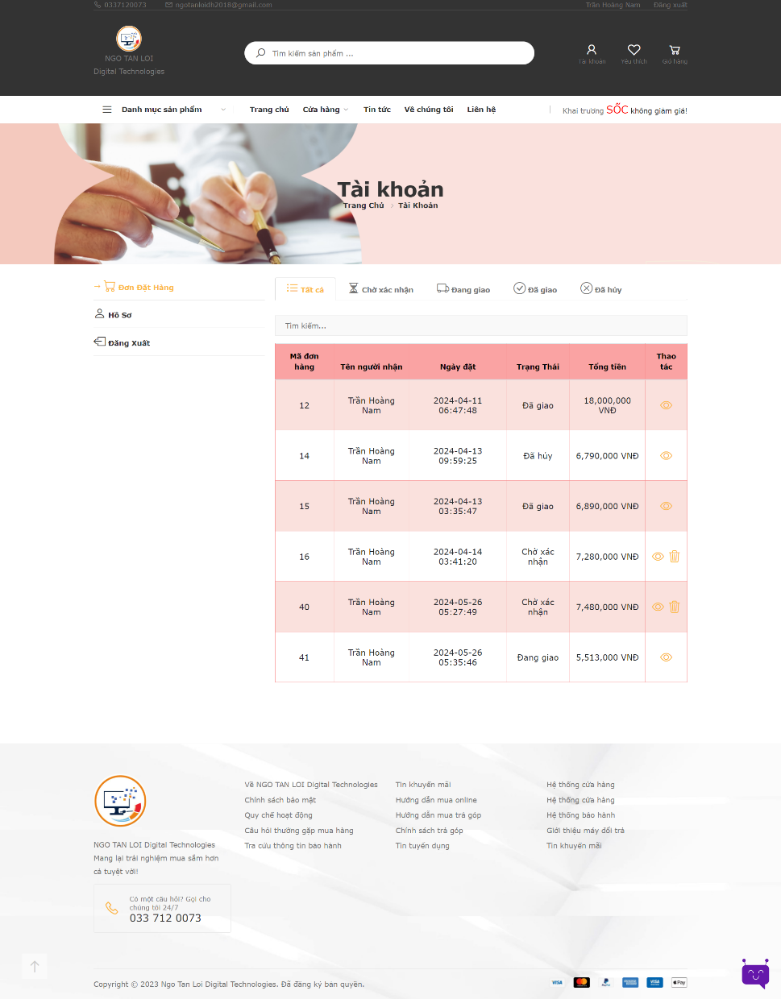 0337120073
ngotanloidh2018@gmail.com
Trần Hoàng Nam
Đăng xuất
NGO TAN LOI
Digital Technologies
Tìm kiếm sản phẩm ...
Tài khoản
Yêu thích
Giỏ hàng
Danh mục sản phẩm
Trang chủ
Cửa hàng
Tin tức
Về chúng tôi
Liên hệ
Khai trương SỐC không giảm giá!
Tài khoản
Trang Chủ
Tài Khoản
Đơn Đặt Hàng
Hồ Sơ
Đăng Xuất
Tất cả
Chờ xác nhận
Đang giao
Đã giao
Đã hủy
Tìm kiếm...
Mã đơn hàng
Tên người nhận
Ngày đặt
Trạng Thái
Tổng tiền
Thao tác
12
Trần Hoàng Nam
2024-04-11 06:47:48
Đã giao
18,000,000 VNĐ
14
Trần Hoàng Nam
2024-04-13 09:59:25
Đã hủy
6,790,000 VNĐ
15
Trần Hoàng Nam
2024-04-13 03:35:47
Đã giao
6,890,000 VNĐ
16
Trần Hoàng Nam
2024-04-14 03:41:20
Chờ xác nhận
7,280,000 VNĐ
40
Trần Hoàng Nam
2024-05-26 05:27:49
Chờ xác nhận
7,480,000 VNĐ
41
Trần Hoàng Nam
2024-05-26 05:35:46
Đang giao
5,513,000 VNĐ
NGO TAN LOI Digital Technologies
Mang lại trải nghiệm mua sắm hơn
cả tuyệt vời!
Có một câu hỏi? Gọi cho
chúng tôi 24/7
033 712 0073
Về NGO TAN LOI Digital Technologies
Chính sách bảo mật
Quy chế hoạt động
Câu hỏi thường gặp mua hàng
Tra cứu thông tin bảo hành
Tin khuyến mãi
Hướng dẫn mua online
Hướng dẫn mua trả góp
Chính sách trả góp
Tin tuyển dụng
Hệ thống cửa hàng
Hệ thống cửa hàng
Hệ thống bảo hành
Giới thiệu máy đổi trả
Tin khuyến mãi
Copyright © 2023 Ngo Tan Loi Digital Technologies. Đã đăng ký bản quyền.
VISA
PayPal
VISA
Pay